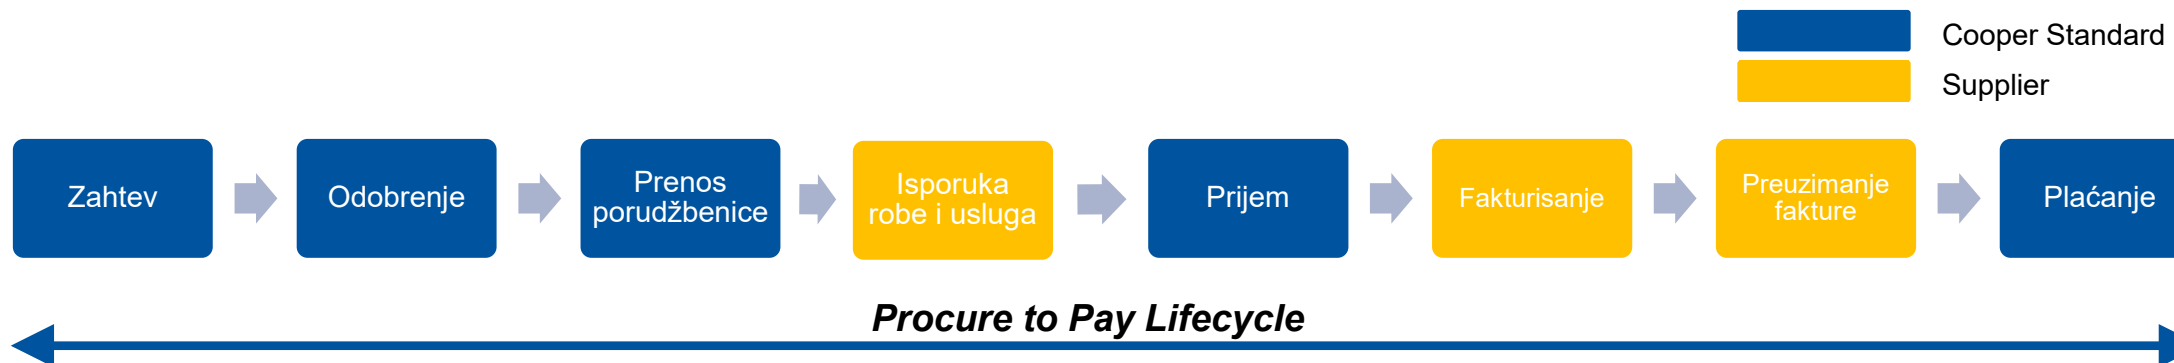 Cooper Standard
Supplier
Zahtev
Odobrenje
Prenos
porudžbenice
Isporuka
robe i usluga
Prijem
Fakturisanje
Preuzimanje
fakture
Plaćanje
Procure to Pay Lifecycle